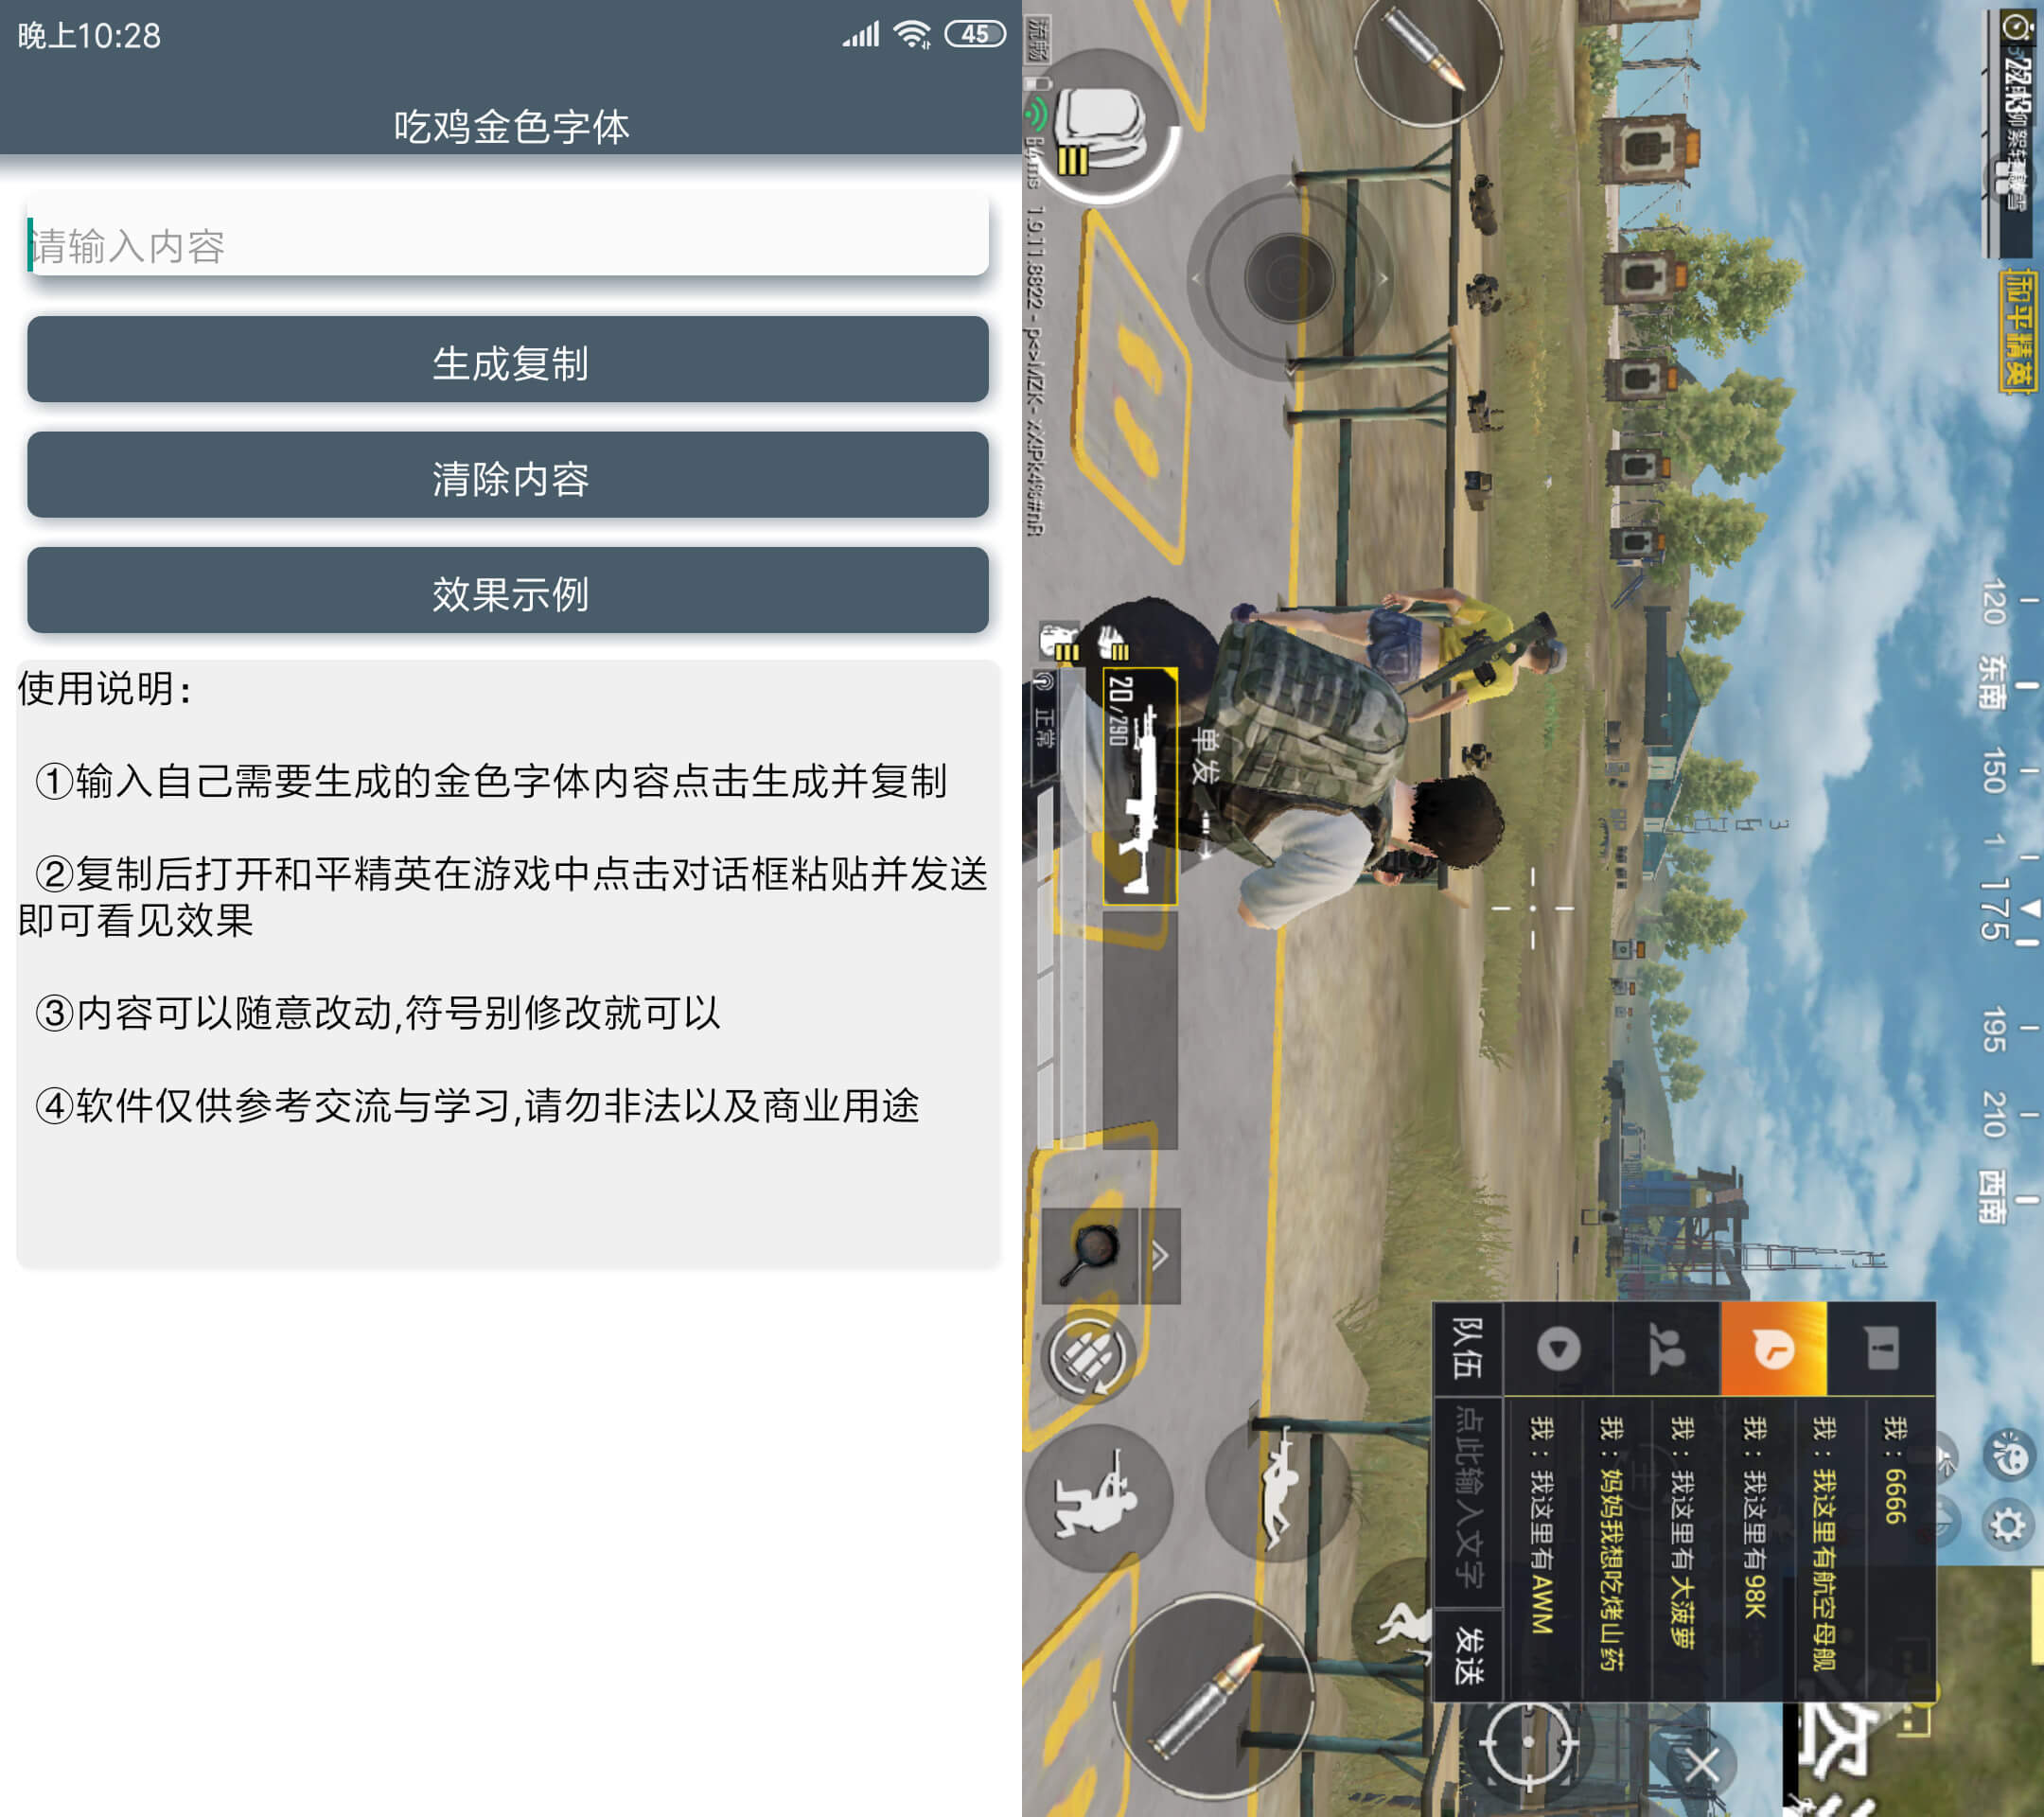 晚上10:28
45
吃鸡金色字体
请输入内容
生成复制
清除内容
效果示例
使用说明：
①输入自己需要生成的金色字体内容点击生成并复制
②复制后打开和平精英在游戏中点击对话框粘贴并发送
即可看见效果
③内容可以随意改动,符号别修改就可以
④软件仅供参考交流与学习,请勿非法以及商业用途
和平精英
120
东南
150
175
195
210
西南
我：6666
我：我这里有航空母舰
我：我这里有98K
我：我这里有大菠萝
我：妈妈我想吃烤山药
我：我这里有AWM
队伍
点此输入文字
发送
单发
20/290
正常
流畅